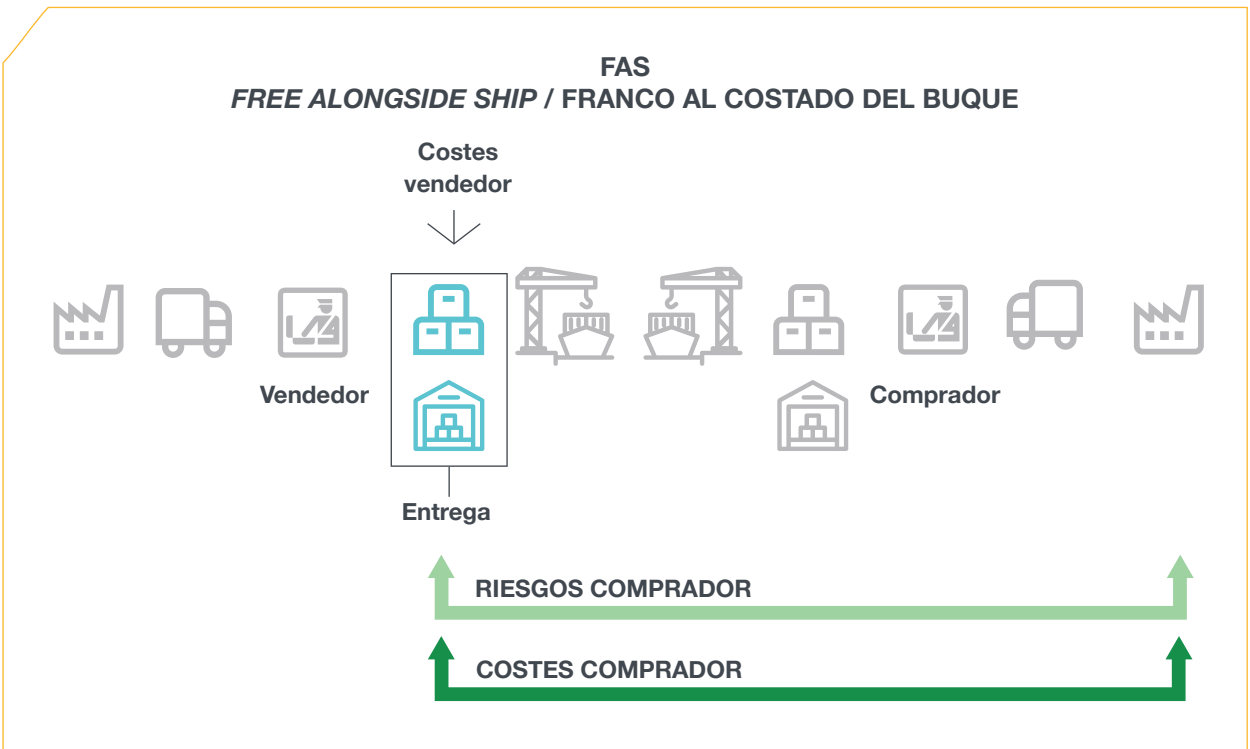 FAS
FREE ALONGSIDE SHIP / FRANCO AL COSTADO DEL BUQUE
Costes
vendedor
Vendedor
Comprador
Entrega
RIESGOS COMPRADOR
COSTES COMPRADOR